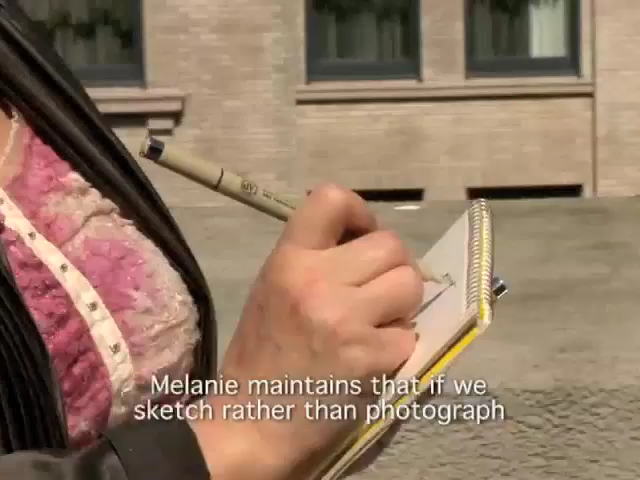 Melanie maintains that if we
sketch rather than photograph